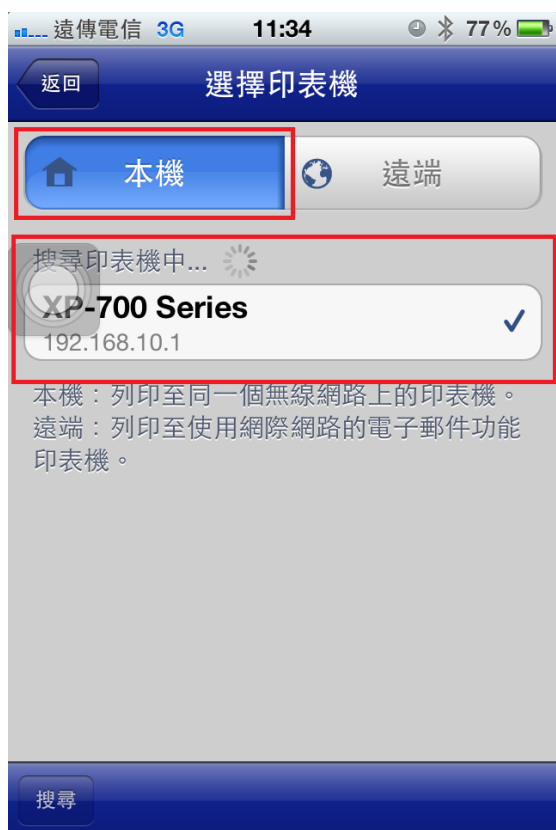 遠傳電信 3G 11:34 77%
返回 選擇印表機
本機 遠端
搜尋印表機中...
XP-700 Series
192.168.10.1
本機：列印至同一個無線網路上的印表機。
遠端：列印至使用網際網路的電子郵件功能
印表機。
搜尋